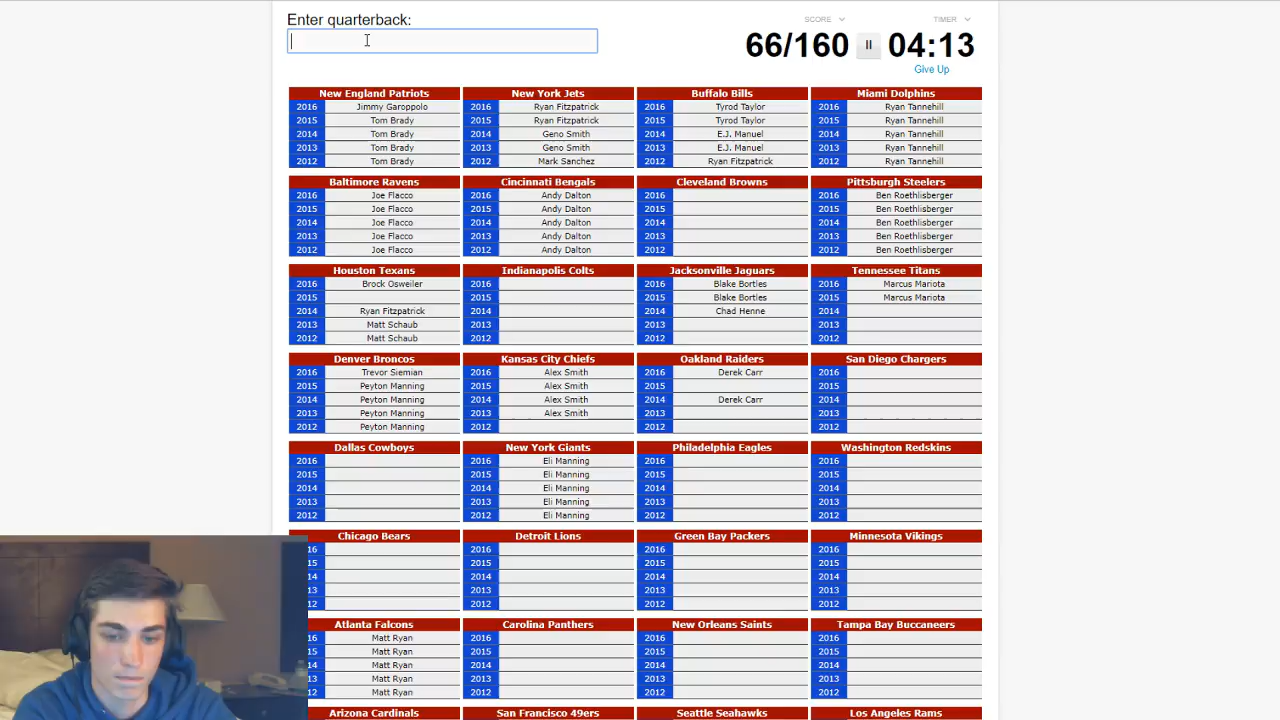 Enter quarterback:
SCORE
TIMER
66/160
II
04:13
Give Up
New England Patriots New York Jets Buffalo Bills Miami Dolphins
2016 Jimmy Garoppolo 2016 Ryan Fitzpatrick 2016 Tyrod Taylor 2016 Ryan Tannehill
2015 Tom Brady 2015 Ryan Fitzpatrick 2015 Tyrod Taylor 2015 Ryan Tannehill
2014 Tom Brady 2014 Geno Smith 2014 E.J. Manuel 2014 Ryan Tannehill
2013 Tom Brady 2013 Geno Smith 2013 E.J. Manuel 2013 Ryan Tannehill
2012 Tom Brady 2012 Mark Sanchez 2012 Ryan Fitzpatrick 2012 Ryan Tannehill
Baltimore Ravens Cincinnati Bengals Cleveland Browns Pittsburgh Steelers
2016 Joe Flacco 2016 Andy Dalton 2016 2016 Ben Roethlisberger
2015 Joe Flacco 2015 Andy Dalton 2015 2015 Ben Roethlisberger
2014 Joe Flacco 2014 Andy Dalton 2014 2014 Ben Roethlisberger
2013 Joe Flacco 2013 Andy Dalton 2013 2013 Ben Roethlisberger
2012 Joe Flacco 2012 Andy Dalton 2012 2012 Ben Roethlisberger
Houston Texans Indianapolis Colts Jacksonville Jaguars Tennessee Titans
2016 Brock Osweiler 2016 2016 Blake Bortles 2016 Marcus Mariota
2015 2015 2015 Blake Bortles 2015 Marcus Mariota
2014 Ryan Fitzpatrick 2014 2014 Chad Henne 2014
2013 Matt Schaub 2013 2013 2013
2012 Matt Schaub 2012 2012 2012
Denver Broncos Kansas City Chiefs Oakland Raiders San Diego Chargers
2016 Trevor Siemian 2016 Alex Smith 2016 Derek Carr 2016
2015 Peyton Manning 2015 Alex Smith 2015 2015
2014 Peyton Manning 2014 Alex Smith 2014 Derek Carr 2014
2013 Peyton Manning 2013 Alex Smith 2013 2013
2012 Peyton Manning 2012 2012 2012
Dallas Cowboys New York Giants Philadelphia Eagles Washington Redskins
2016 2016 Eli Manning 2016 2016
2015 2015 Eli Manning 2015 2015
2014 2014 Eli Manning 2014 2014
2013 2013 Eli Manning 2013 2013
2012 2012 Eli Manning 2012 2012
Chicago Bears Detroit Lions Green Bay Packers Minnesota Vikings
16 2016 2016 2016
15 2015 2015 2015
14 2014 2014 2014
13 2013 2013 2013
12 2012 2012 2012
Atlanta Falcons Carolina Panthers New Orleans Saints Tampa Bay Buccaneers
16 Matt Ryan 2016 2016 2016
15 Matt Ryan 2015 2015 2015
14 Matt Ryan 2014 2014 2014
13 Matt Ryan 2013 2013 2013
12 Matt Ryan 2012 2012 2012
Arizona Cardinals San Francisco 49ers Seattle Seahawks Los Angeles Rams